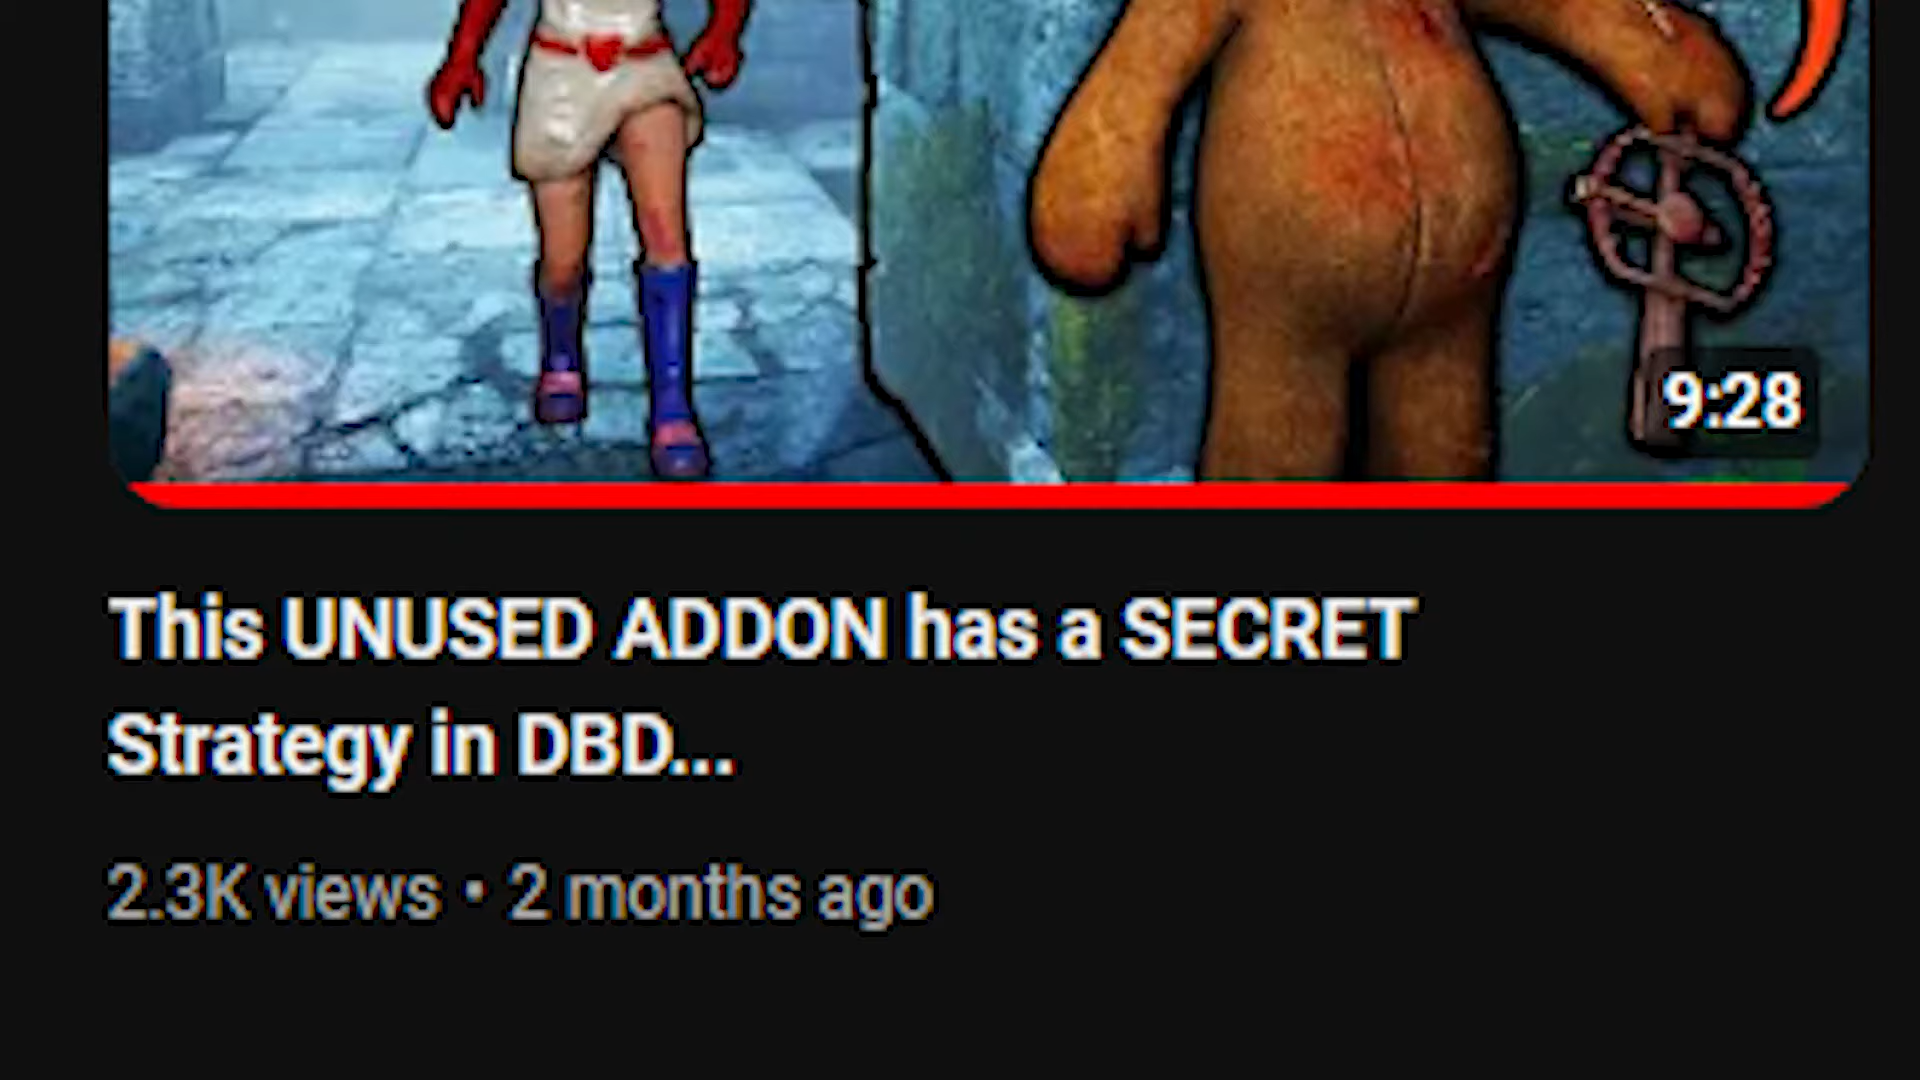 9:28
This UNUSED ADDON has a SECRET
Strategy in DBD...
2.3K views • 2 months ago